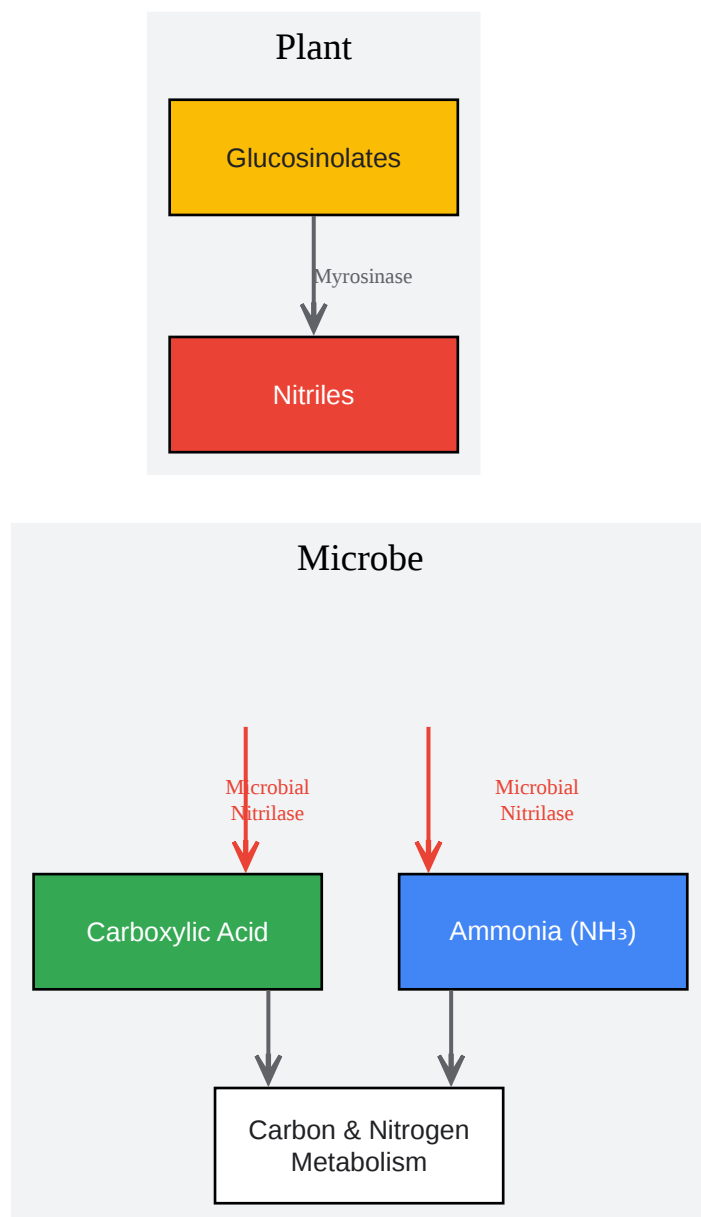 Plant
Glucosinolates
Myrosinase
Nitriles
Microbe
Microbial
Nitrilase
Microbial
Nitrilase
Carboxylic Acid
Ammonia (NH₃)
Carbon & Nitrogen
Metabolism